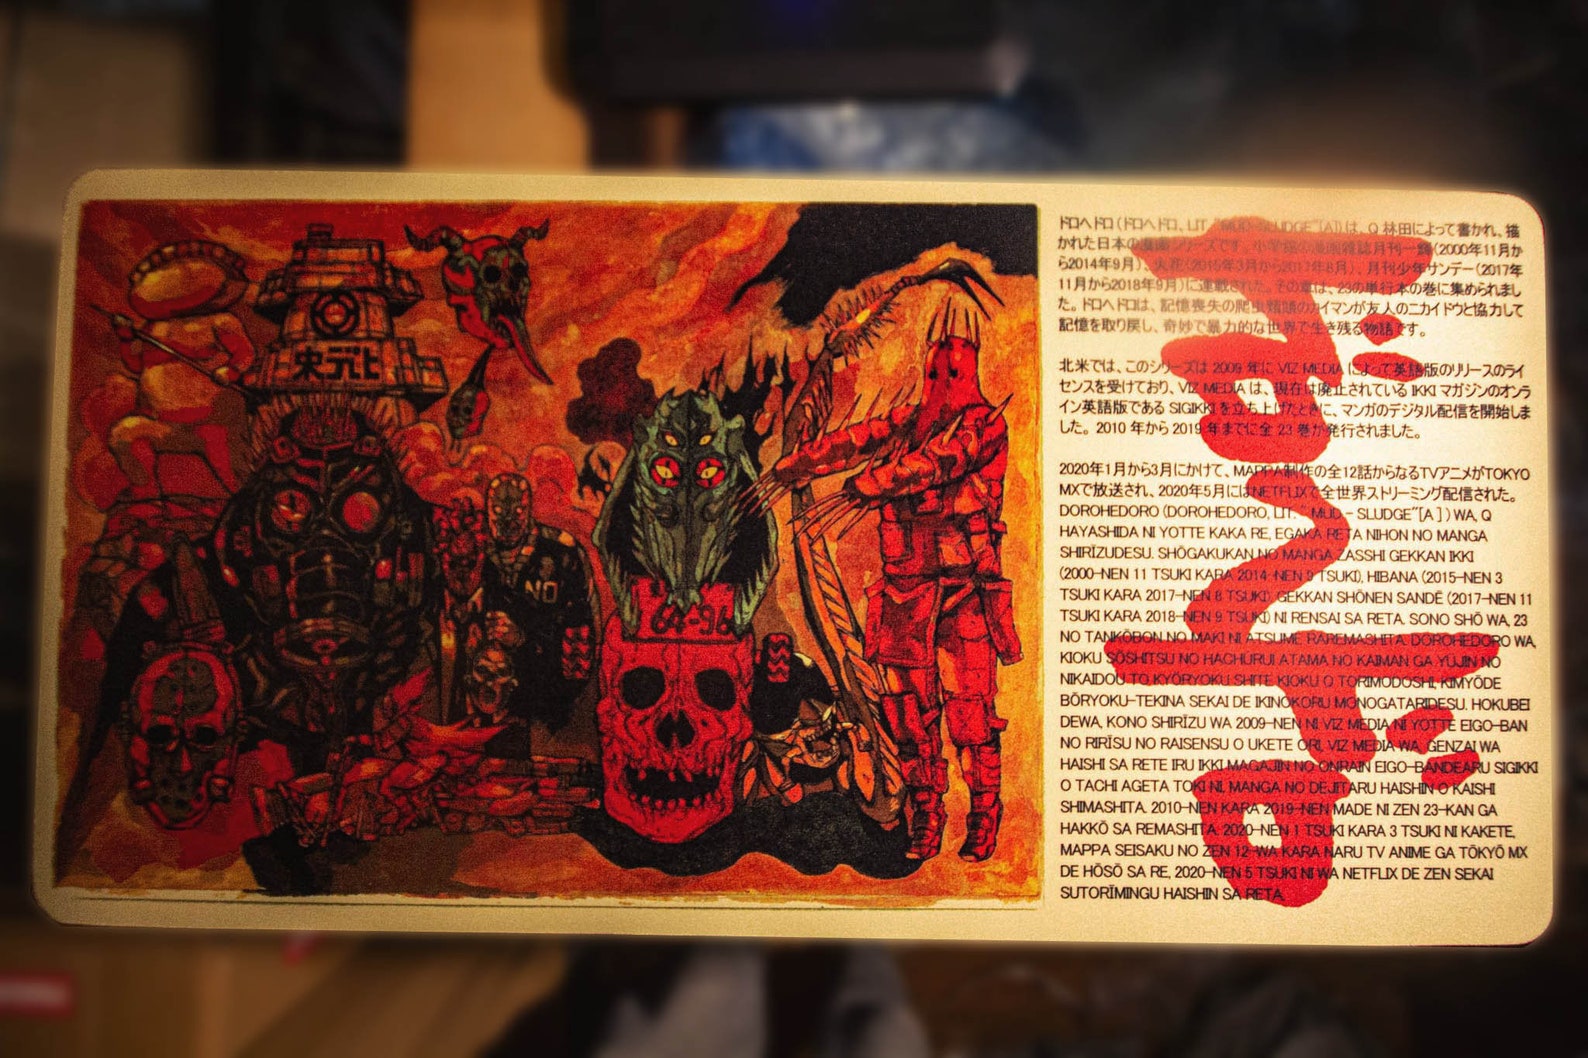 ドロヘドロ (ドロヘドロ, LIT. "MUD-SLUDGE"[A])は、Q 林田によって書かれ、描
かれた日本の漫画シリーズです。小学館の漫画雑誌月刊一輝(2000年11月か
ら2014年9月)、火花(2015年3月から2017年8月)、月刊少年サンデー(2017年
11月から2018年9月)に連載された。その章は、23の単行本の巻に集められまし
た。ドロヘドロは、記憶喪失の爬虫類頭のカイマンが友人のニカイドウと協力して
記憶を取り戻し、奇妙で暴力的な世界で生き残る物語です。
北米では、このシリーズは 2009 年に VIZ MEDIA によって英語版のリリースのライ
センスを受けており、VIZ MEDIA は、現在は廃止されている IKKI マガジンのオンラ
イン英語版である SIGIKKI を立ち上げたときに、マンガのデジタル配信を開始しま
した。 2010 年から 2019 年までに全 23 巻が発行されました。
2020年1月から3月にかけて、MAPPA制作の全12話からなるTVアニメがTOKYO
MXで放送され、2020年5月にはNETFLIXで全世界ストリーミング配信された。
DOROHEDORO (DOROHEDORO, LIT. " MUD - SLUDGE"[A ] ) WA, Q
HAYASHIDA NI YOTTE KAKA RE, EGAKA RETA NIHON NO MANGA
SHIRĪZUDESU. SHŌGAKUKAN NO MANGA ZASSHI GEKKAN IKKI
(2000-NEN 11 TSUKI KARA 2014-NEN 9 TSUKI), HIBANA (2015-NEN 3
TSUKI KARA 2017-NEN 8 TSUKI), GEKKAN SHŌNEN SANDĒ (2017-NEN 11
TSUKI KARA 2018-NEN 9 TSUKI) NI RENSAI SA RETA. SONO SHŌ WA, 23
NO TANKŌBON NO MAKI NI ATSUME RAREMASHITA. DOROHEDORO WA,
KIOKU SŌSHITSU NO HACHŪRUI ATAMA NO KAIMAN GA YŪJIN NO
NIKAIDOU TO KYŌRYOKU SHITE KIOKU O TORIMODOSHI, KIMYŌDE
BŌRYOKU-TEKINA SEKAI DE IKINOKORU MONOGATARIDESU. HOKUBEI
DEWA, KONO SHIRĪZU WA 2009-NEN NI VIZ MEDIA NI YOTTE EIGO-BAN
NO RIRĪSU NO RAISENSU O UKETE ORI, VIZ MEDIA WA, GENZAI WA
HAISHI SA RETE IRU IKKI MAGAJIN NO ONRAIN EIGO-BANDEARU SIGIKKI
O TACHI AGETA TOKI NI, MANGA NO DEJITARU HAISHIN O KAISHI
SHIMASHITA. 2010-NEN KARA 2019-NEN MADE NI ZEN 23-KAN GA
HAKKŌ SA REMASHITA. 2020-NEN 1 TSUKI KARA 3 TSUKI NI KAKETE,
MAPPA SEISAKU NO ZEN 12-WA KARA NARU TV ANIME GA TŌKYŌ MX
DE HŌSŌ SA RE, 2020-NEN 5 TSUKI NI WA NETFLIX DE ZEN SEKAI
SUTORĪMINGU HAISHIN SA RETA.
ドロヘドロ
NO
64-96